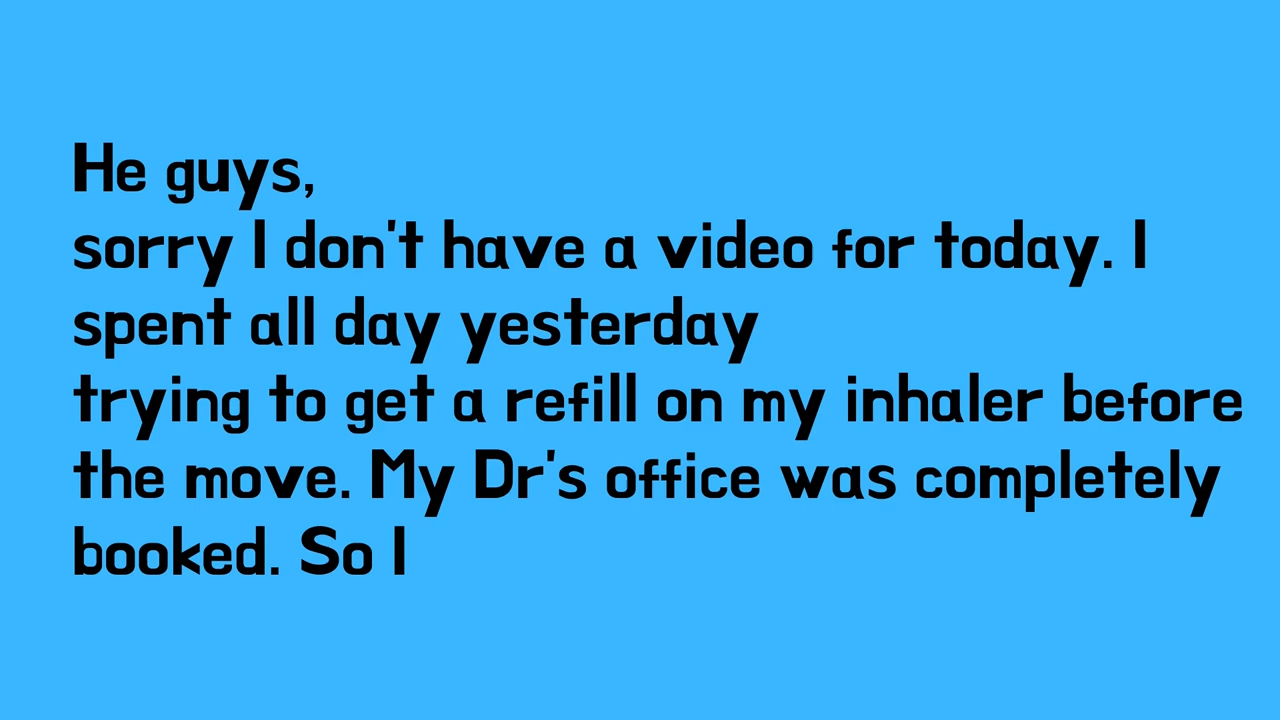 He guys,
sorry I don't have a video for today. I
spent all day yesterday
trying to get a refill on my inhaler before
the move. My Dr's office was completely
booked. So I